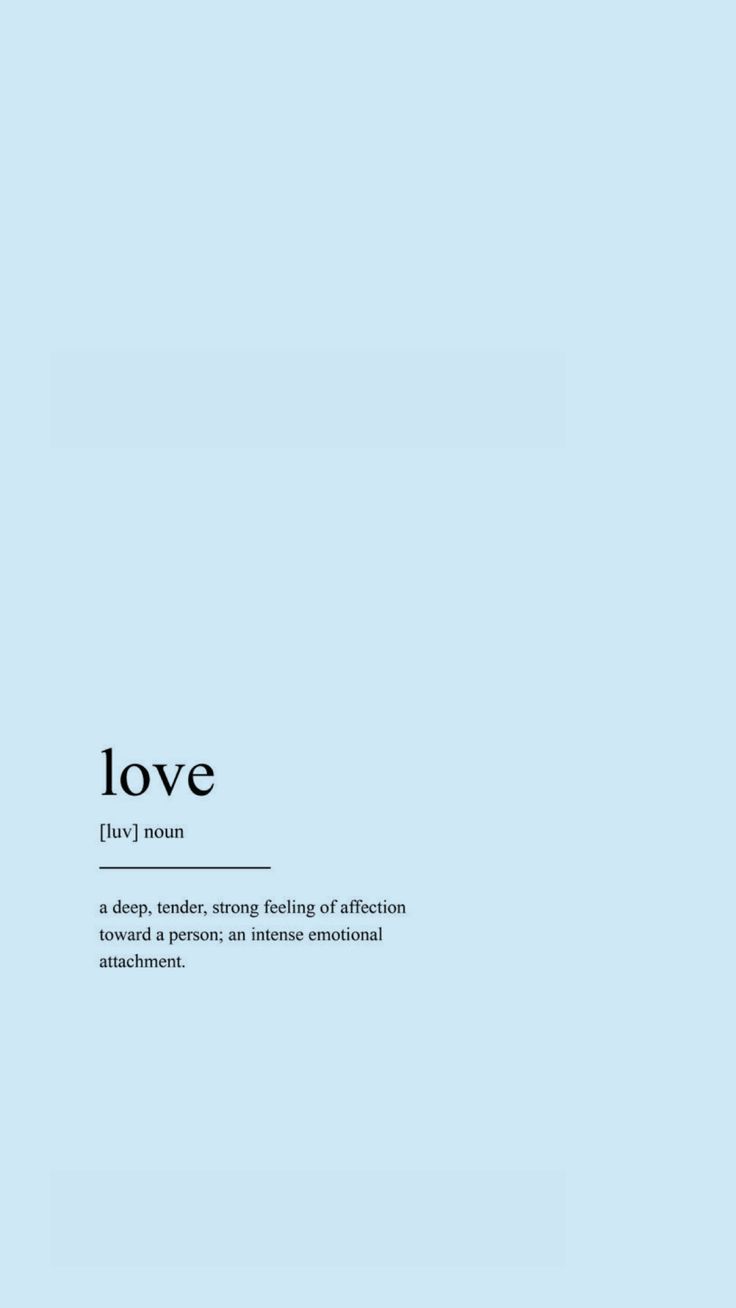 love
[luv] noun
a deep, tender, strong feeling of affection
toward a person; an intense emotional
attachment.